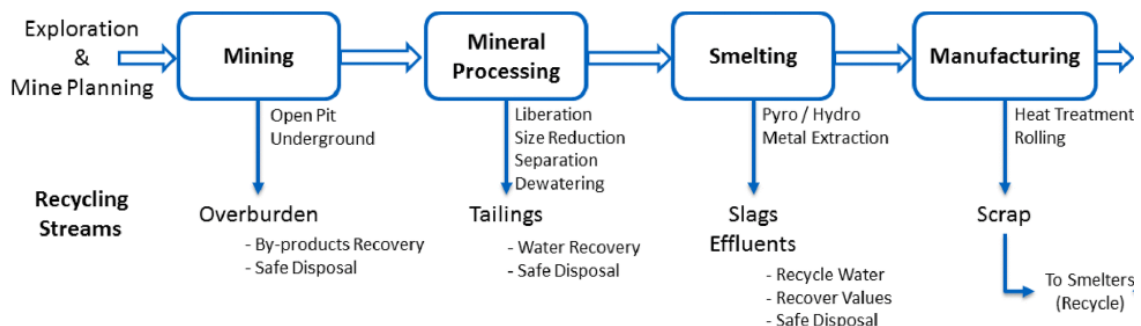 Exploration
&
Mine Planning
Mining
Mineral
Processing
Smelting
Manufacturing
Open Pit
Underground
Liberation
Size Reduction
Separation
Dewatering
Pyro / Hydro
Metal Extraction
Heat Treatment
Rolling
Recycling
Streams
Overburden
- By-products Recovery
- Safe Disposal
Tailings
- Water Recovery
- Safe Disposal
Slags
Effluents
- Recycle Water
- Recover Values
- Safe Disposal
Scrap
To Smelters
(Recycle)